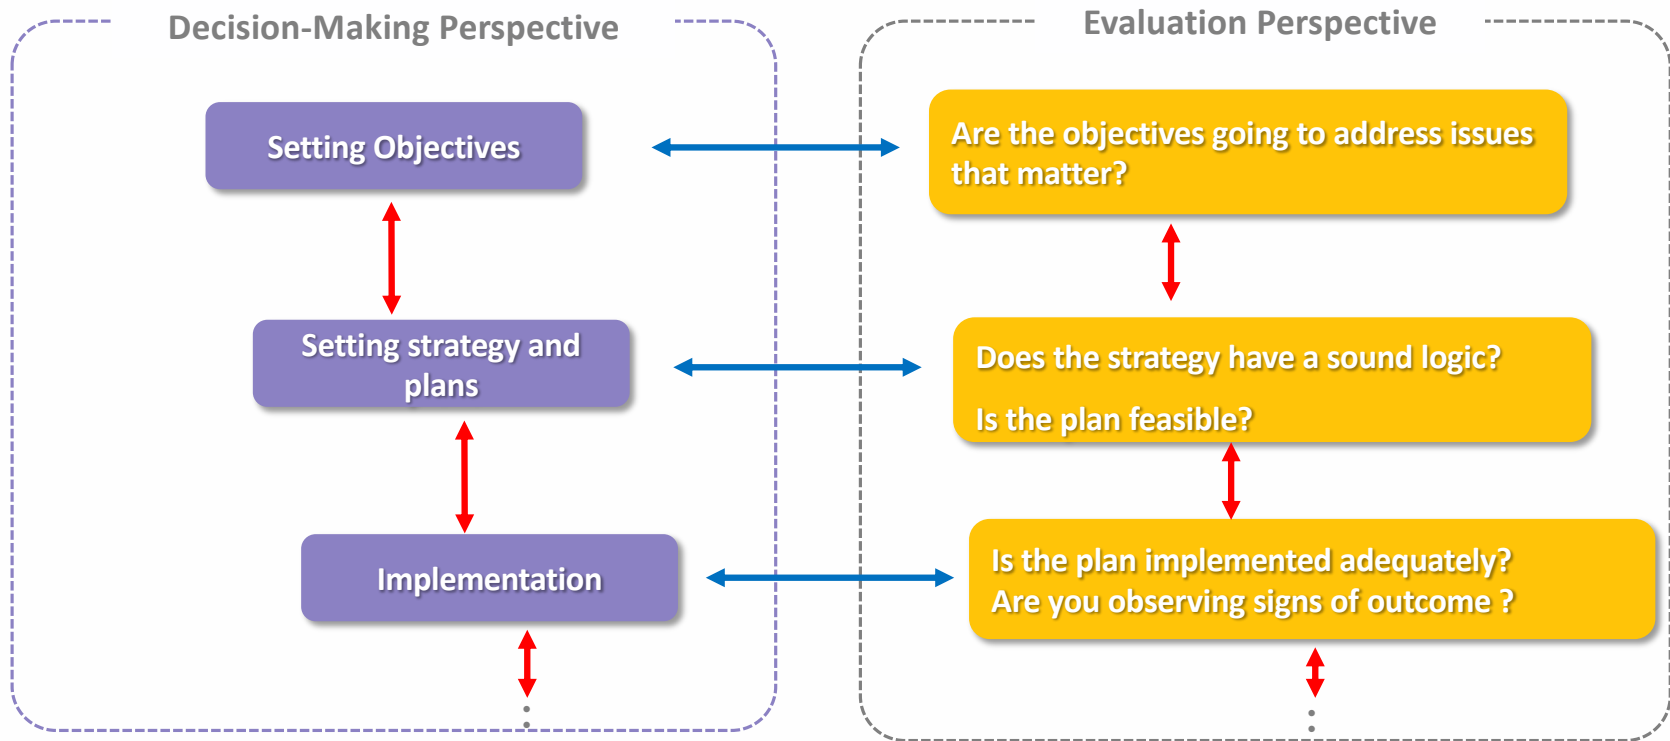 Decision-Making Perspective
Setting Objectives
Setting strategy and
plans
Implementation
Evaluation Perspective
Are the objectives going to address issues
that matter?
Does the strategy have a sound logic?
Is the plan feasible?
Is the plan implemented adequately?
Are you observing signs of outcome ?